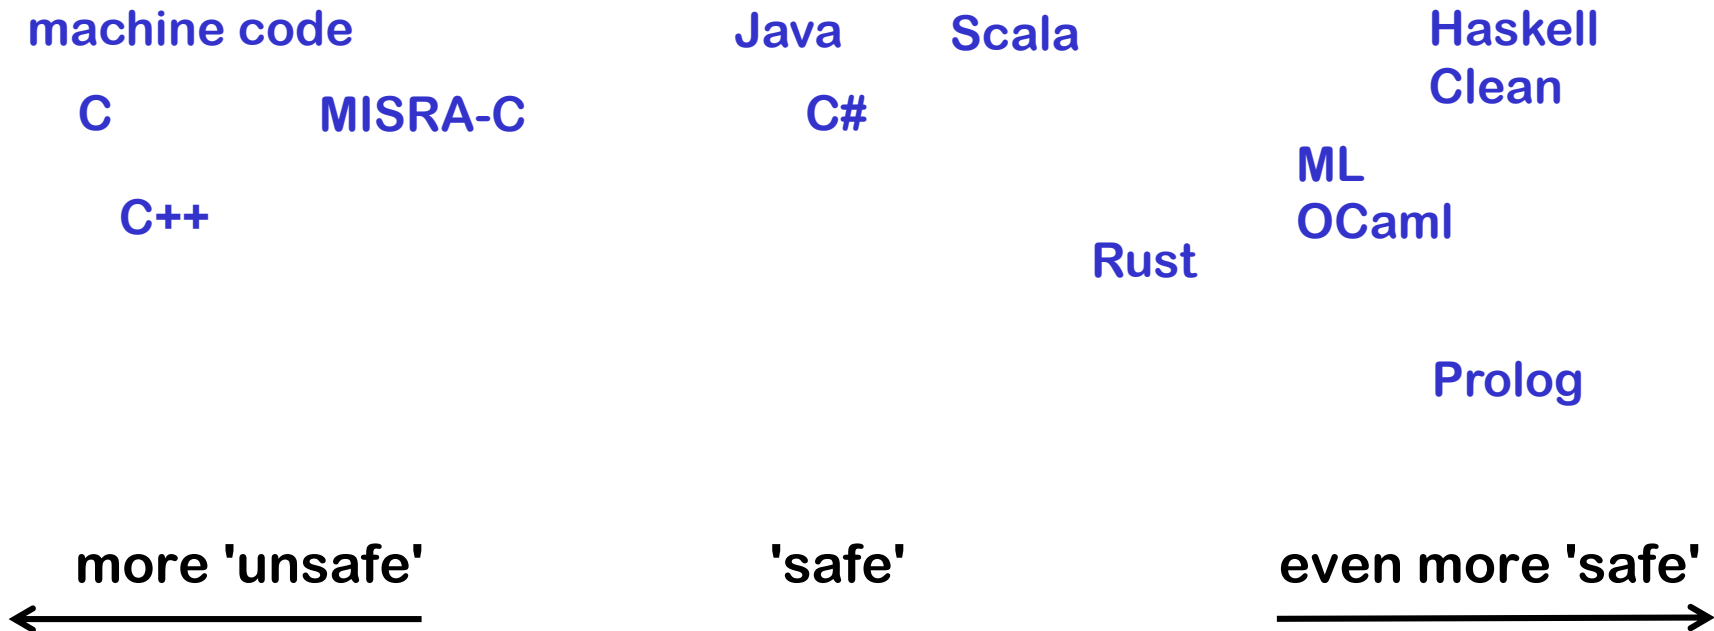 machine code
Java
Scala
Haskell
Clean
C
MISRA-C
C#
ML
OCaml
C++
Rust
Prolog
more 'unsafe'
'safe'
even more 'safe'